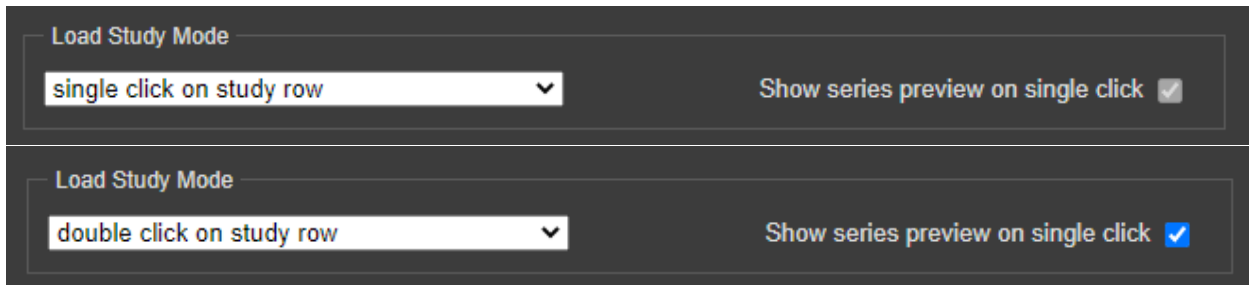 Load Study Mode
single click on study row Show series preview on single click
Load Study Mode
double click on study row Show series preview on single click